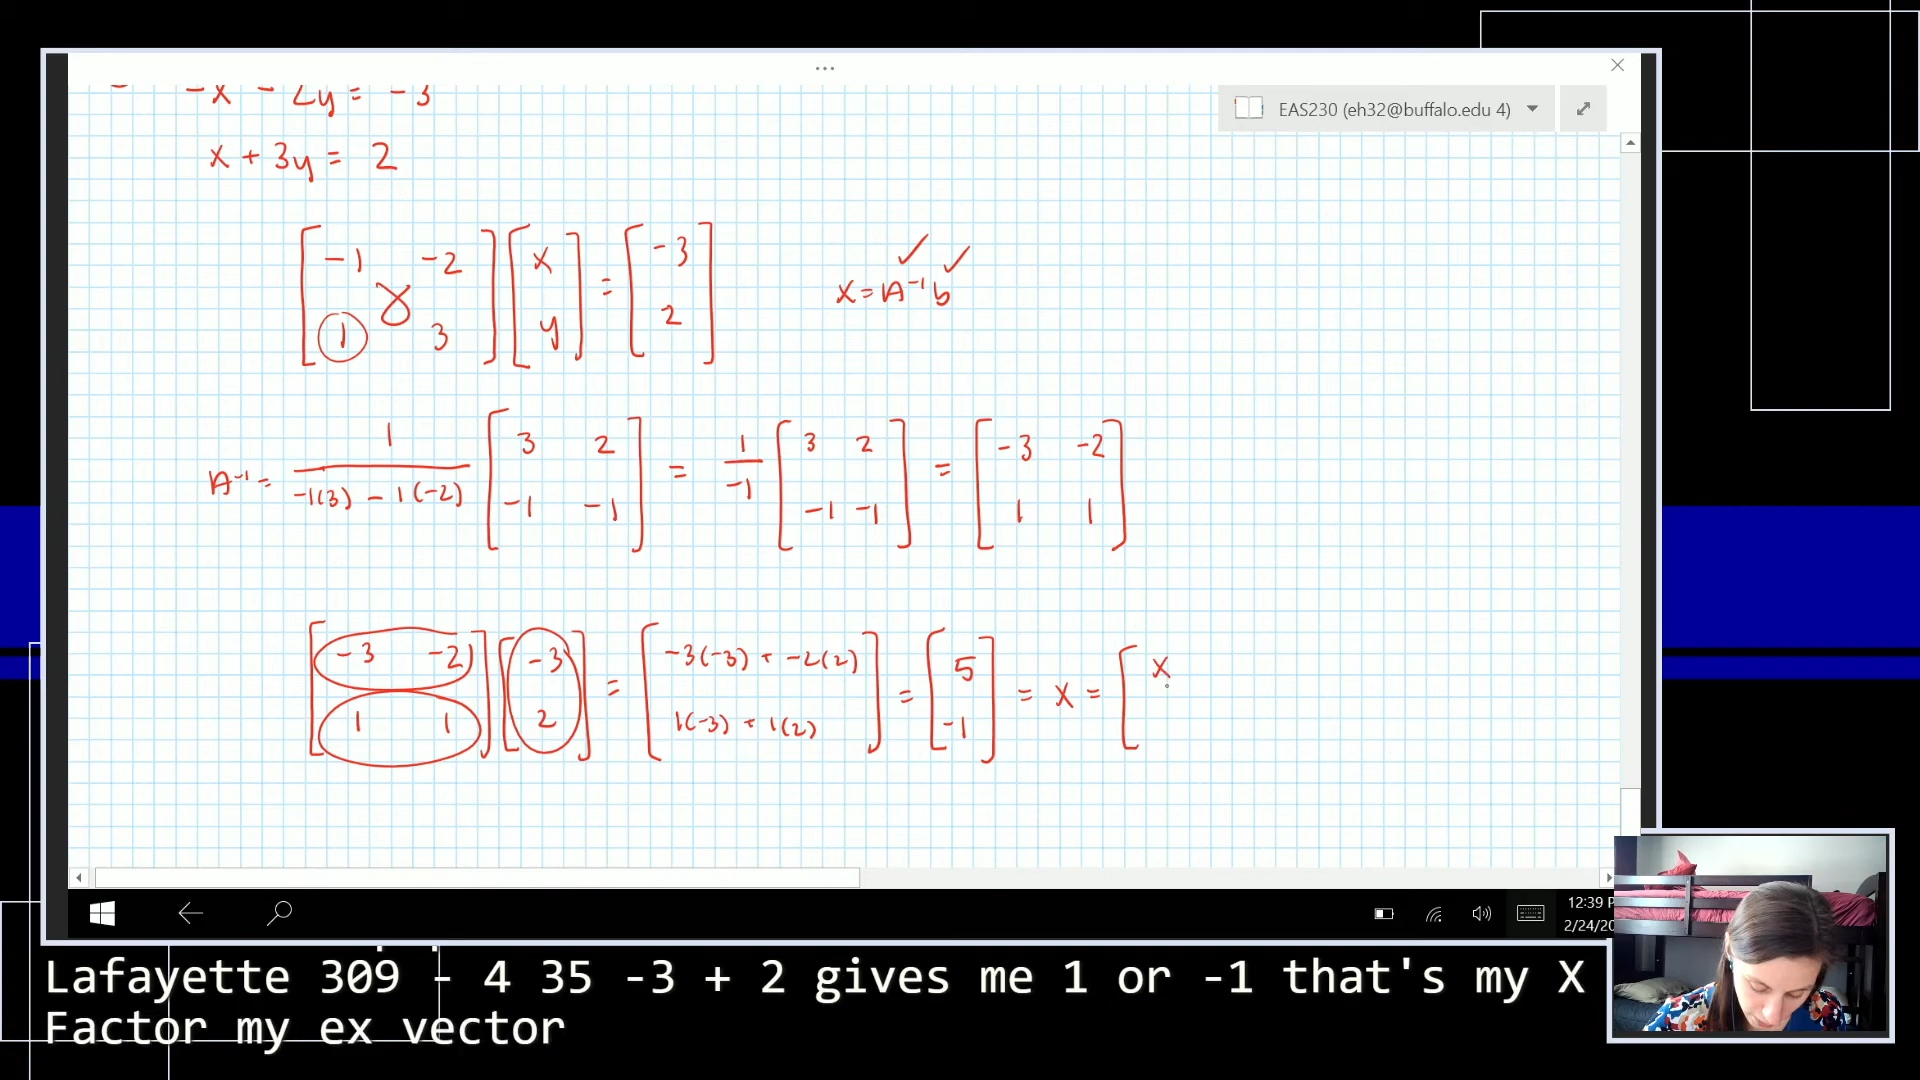 ...
EAS230 (eh32@buffalo.edu 4)
-x - 2y = -3
x + 3y = 2
[-1 -2] [x] = [-3]
[1 3] [y] [2]
x = A⁻¹b
A⁻¹ = 1/(-1(3) - 1(-2)) [3 2] = 1/-1 [3 2] = [-3 -2]
[-1 -1] [-1 -1] [1 1]
[-3 -2] [-3] = [-3(-3) + -2(2)] = [5] = x = [x
[1 1] [2] [1(-3) + 1(2)] [-1]
12:39 P
2/24/20
Lafayette 309 - 4 35 -3 + 2 gives me 1 or -1 that's my X
Factor my ex vector